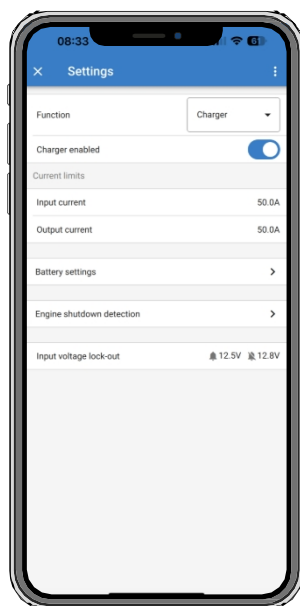 08:33 61
Settings
Function Charger
Charger enabled
Current limits
Input current 50.0A
Output current 50.0A
Battery settings
Engine shutdown detection
Input voltage lock-out 12.5V 12.8V